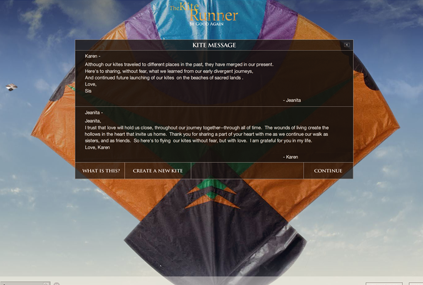 The Kite
Runner
KITE MESSAGE
x
Karen -
Although our kites traveled to different places in the past, they have merged in our present.
Here's to sharing, without fear, what we learned from our early divergent journeys,
And continued future launching of our kites on the beaches of sacred lands .
Love,
Sis
- Jeanita
Jeanita -
Jeanita,
I trust that love will hold us close, throughout our journey together--through all of time. The wounds of living create the
hollows in the heart that invite us home. Thank you for sharing a part of your heart with me as we continue our walk as
sisters, and as friends. So here's to flying our kites without fear, but with love. I am grateful for you in my life.
Love, Karen
- Karen
WHAT IS THIS?
CREATE A NEW KITE
CONTINUE